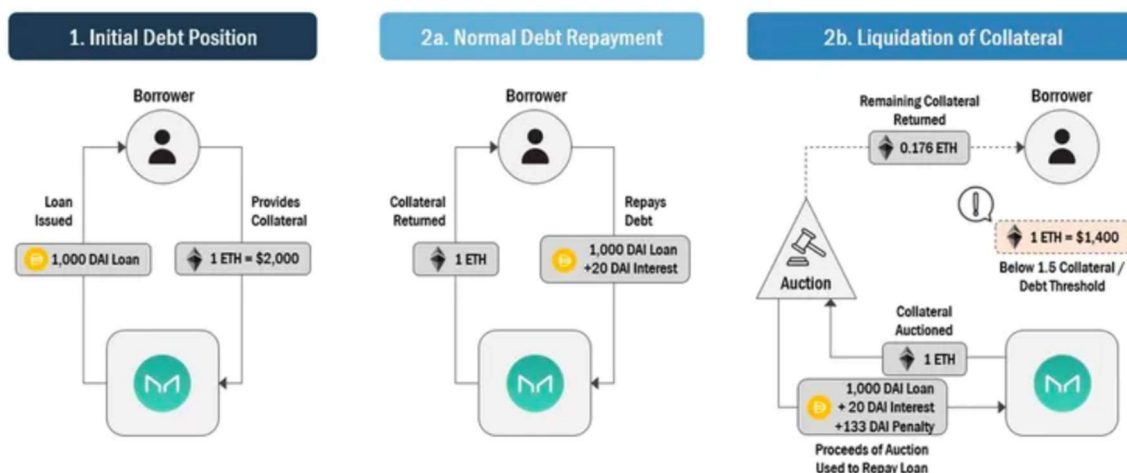 1. Initial Debt Position
Borrower
Loan
Issued
Provides
Collateral
1,000 DAI Loan
1 ETH = $2,000
2a. Normal Debt Repayment
Borrower
Collateral
Returned
Repays
Debt
1 ETH
1,000 DAI Loan
+20 DAI Interest
2b. Liquidation of Collateral
Remaining Collateral
Returned
Borrower
0.176 ETH
1 ETH = $1,400
Below 1.5 Collateral /
Debt Threshold
Auction
Collateral
Auctioned
1 ETH
1,000 DAI Loan
+ 20 DAI Interest
+133 DAI Penalty
Proceeds of Auction
Used to Repay Loan